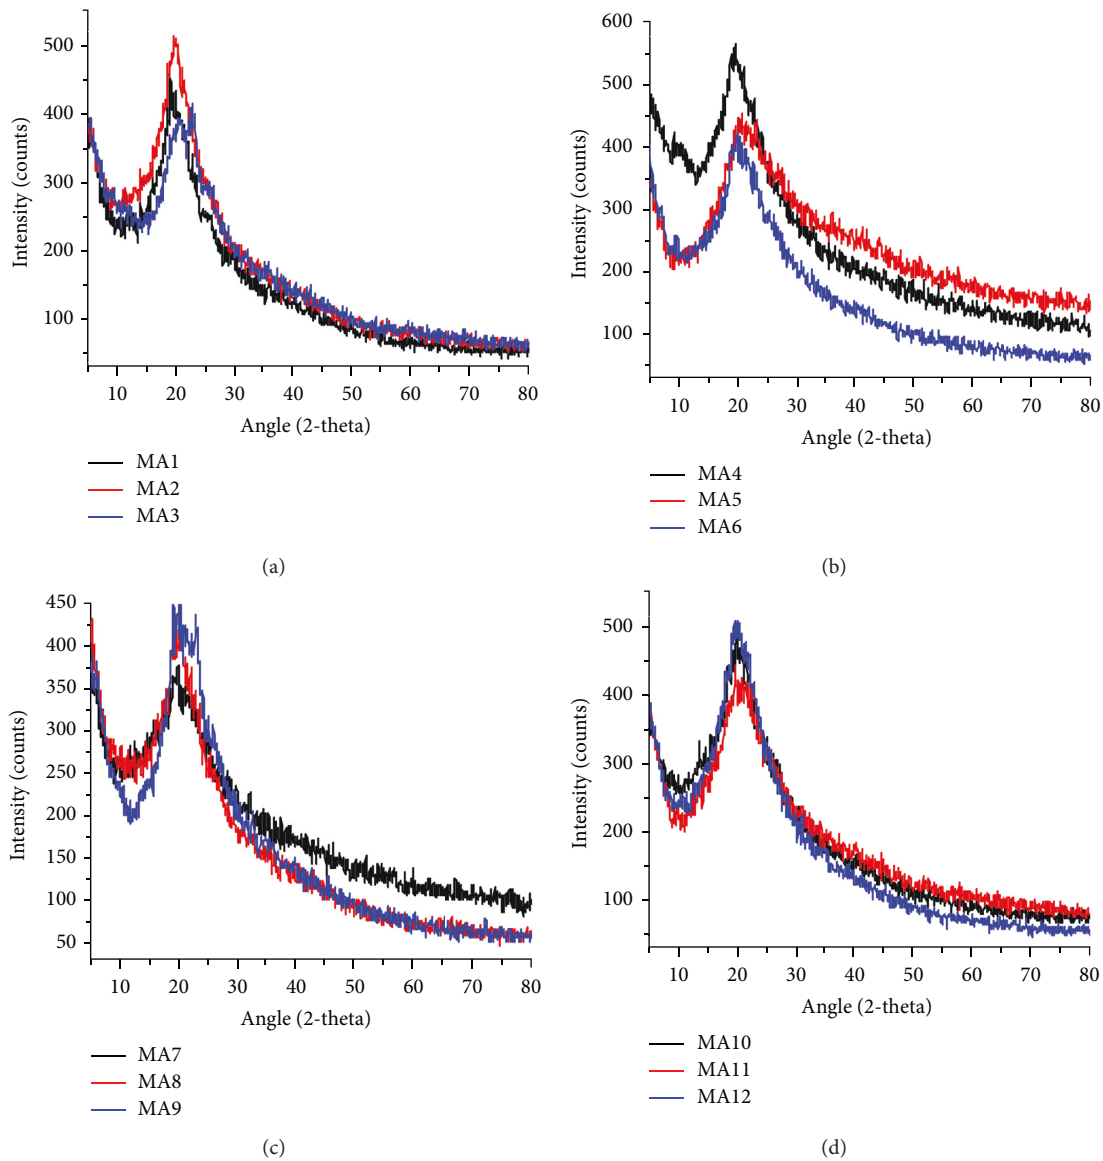 500
400
300
200
100
Intensity (counts)
10 20 30 40 50 60 70 80
Angle (2-theta)
MA1
MA2
MA3
(a)
600
500
400
300
200
100
Intensity (counts)
10 20 30 40 50 60 70 80
Angle (2-theta)
MA4
MA5
MA6
(b)
450
400
350
300
250
200
150
100
50
Intensity (counts)
10 20 30 40 50 60 70 80
Angle (2-theta)
MA7
MA8
MA9
(c)
500
400
300
200
100
Intensity (counts)
10 20 30 40 50 60 70 80
Angle (2-theta)
MA10
MA11
MA12
(d)